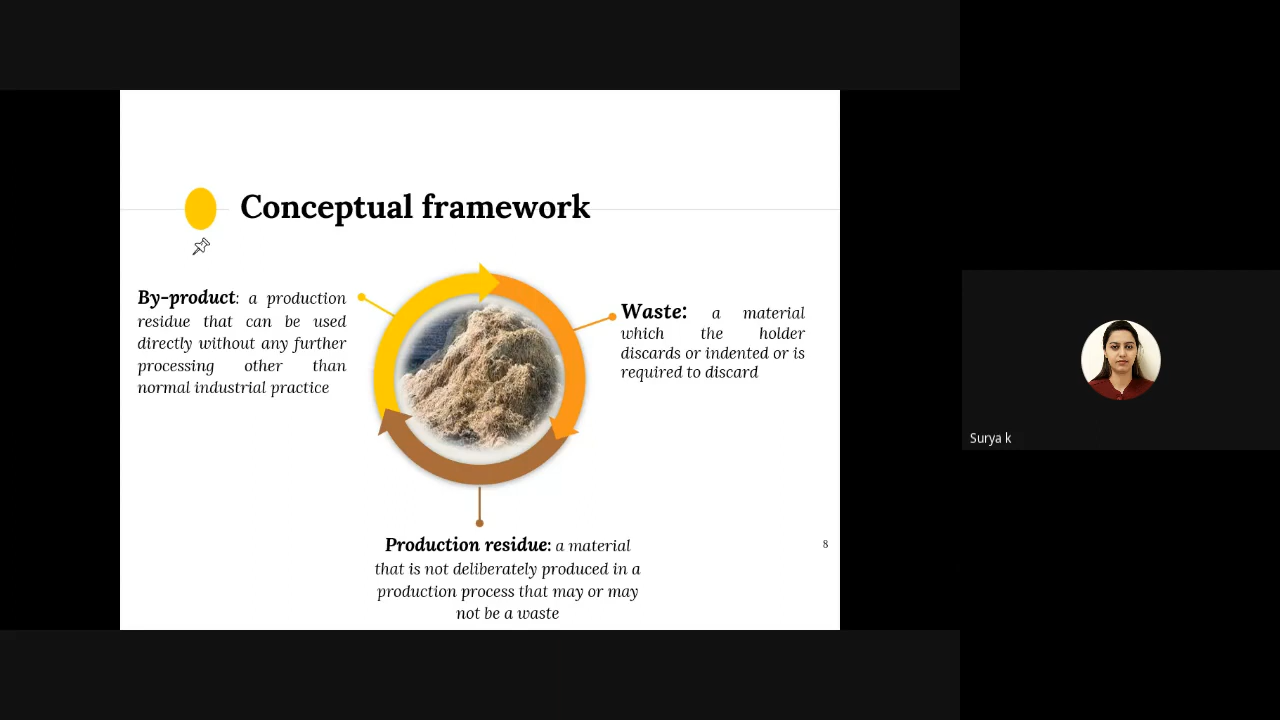 Conceptual framework
By-product: a production
residue that can be used
directly without any further
processing other than
normal industrial practice
Waste: a material
which the holder
discards or indented or is
required to discard
Production residue: a material
that is not deliberately produced in a
production process that may or may
not be a waste
8
Surya k